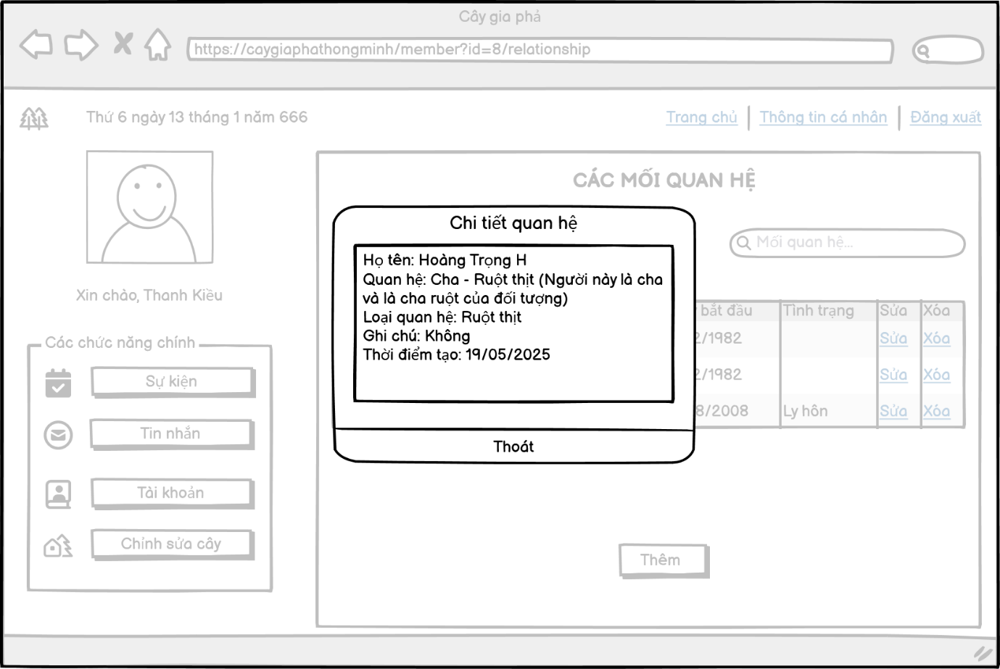 Cây gia phả
https://caygiaphathongminh/member?id=8/relationship
Thứ 6 ngày 13 tháng 1 năm 666
Trang chủ
Thông tin cá nhân
Đăng xuất
Xin chào, Thanh Kiều
Các chức năng chính
Sự kiện
Tin nhắn
Tài khoản
Chỉnh sửa cây
CÁC MỐI QUAN HỆ
Mối quan hệ...
Chi tiết quan hệ
Họ tên: Hoàng Trọng H
Quan hệ: Cha - Ruột thịt (Người này là cha
và là cha ruột của đối tượng)
Loại quan hệ: Ruột thịt
Ghi chú: Không
Thời điểm tạo: 19/05/2025
Thoát
bắt đầu Tình trạng Sửa Xóa
2/1982 Sửa Xóa
2/1982 Sửa Xóa
8/2008 Ly hôn Sửa Xóa
Thêm